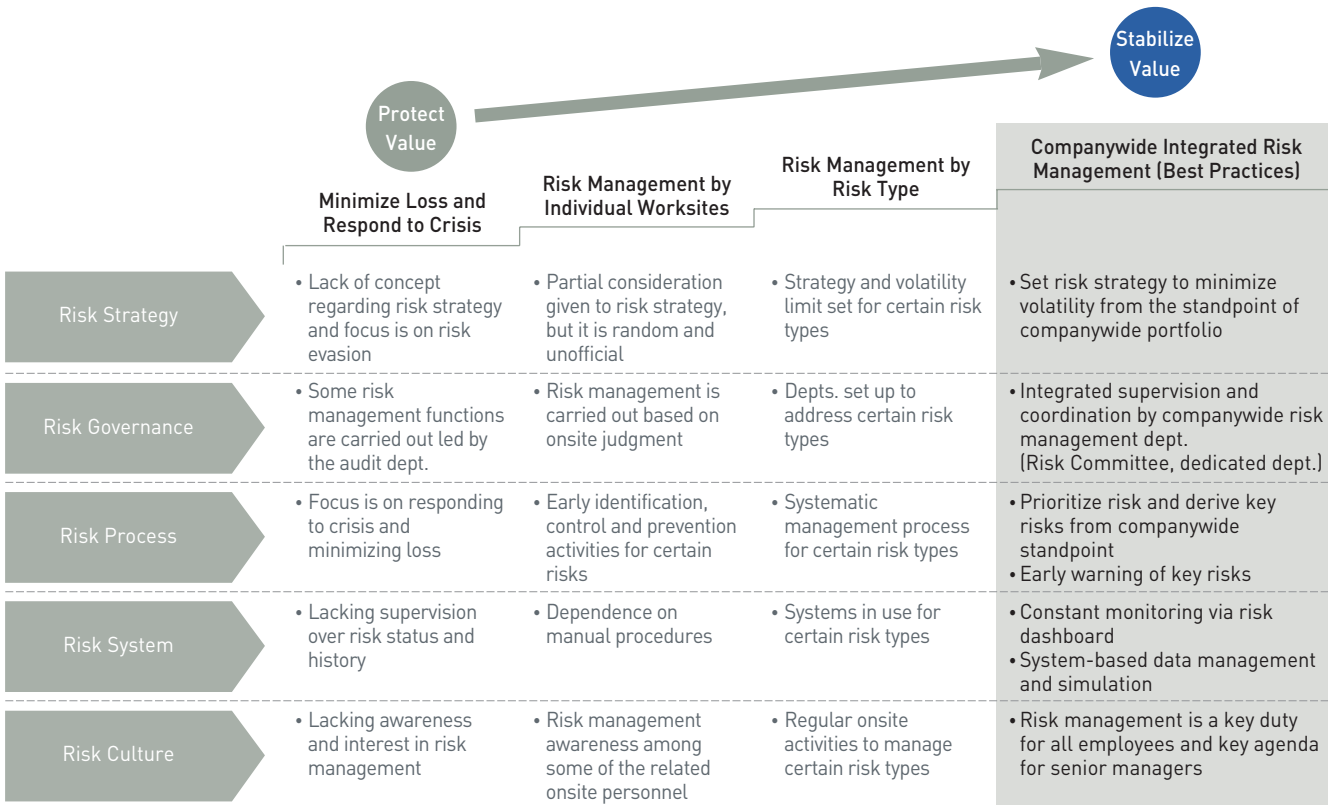 Stabilize
Value
Protect
Value
Minimize Loss and
Respond to Crisis
Risk Management by
Individual Worksites
Risk Management by
Risk Type
Companywide Integrated Risk
Management (Best Practices)
Risk Strategy
• Lack of concept
regarding risk strategy
and focus is on risk
evasion
• Partial consideration
given to risk strategy,
but it is random and
unofficial
• Strategy and volatility
limit set for certain risk
types
• Set risk strategy to minimize
volatility from the standpoint of
companywide portfolio
Risk Governance
• Some risk
management functions
are carried out led by
the audit dept.
• Risk management is
carried out based on
onsite judgment
• Depts. set up to
address certain risk
types
• Integrated supervision and
coordination by companywide risk
management dept.
(Risk Committee, dedicated dept.)
Risk Process
• Focus is on responding
to crisis and
minimizing loss
• Early identification,
control and prevention
activities for certain
risks
• Systematic
management process
for certain risk types
• Prioritize risk and derive key
risks from companywide
standpoint
• Early warning of key risks
Risk System
• Lacking supervision
over risk status and
history
• Dependence on
manual procedures
• Systems in use for
certain risk types
• Constant monitoring via risk
dashboard
• System-based data management
and simulation
Risk Culture
• Lacking awareness
and interest in risk
management
• Risk management
awareness among
some of the related
onsite personnel
• Regular onsite
activities to manage
certain risk types
• Risk management is a key duty
for all employees and key agenda
for senior managers